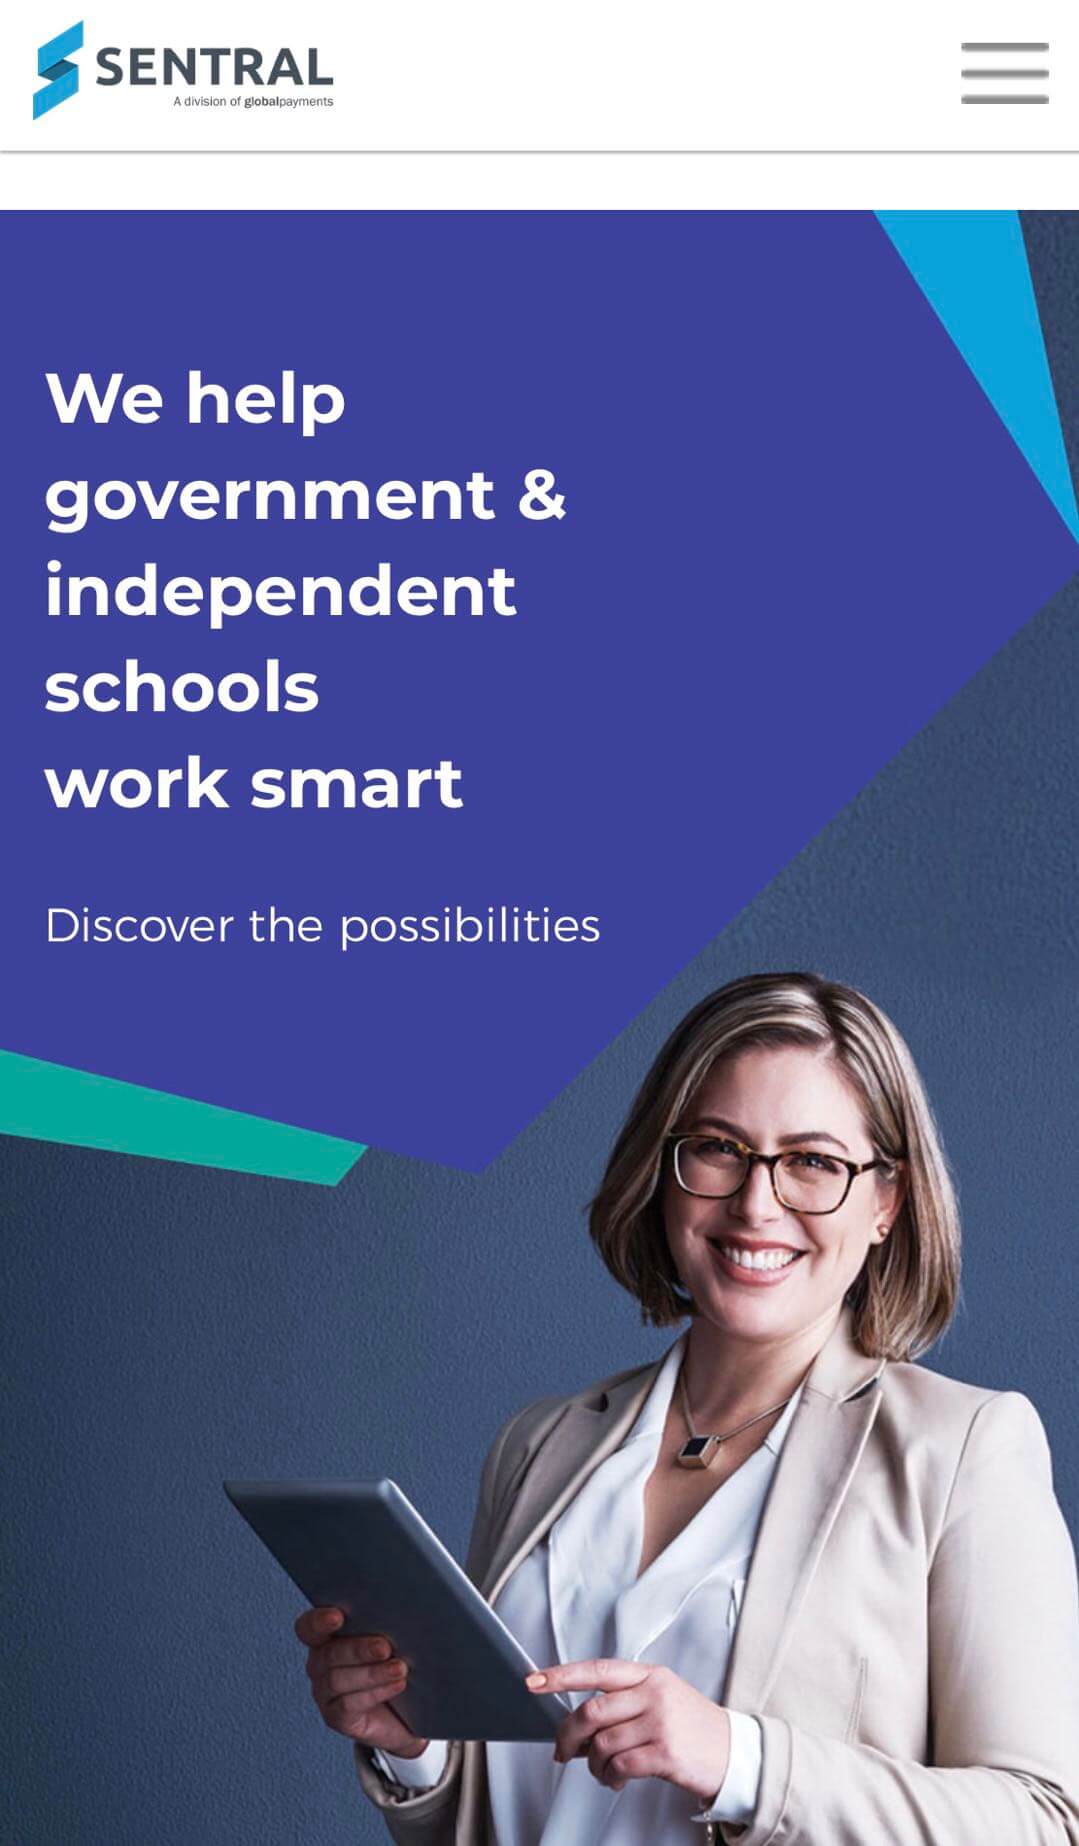 SENTRAL
A division of globalpayments
We help
government &
independent
schools
work smart
Discover the possibilities